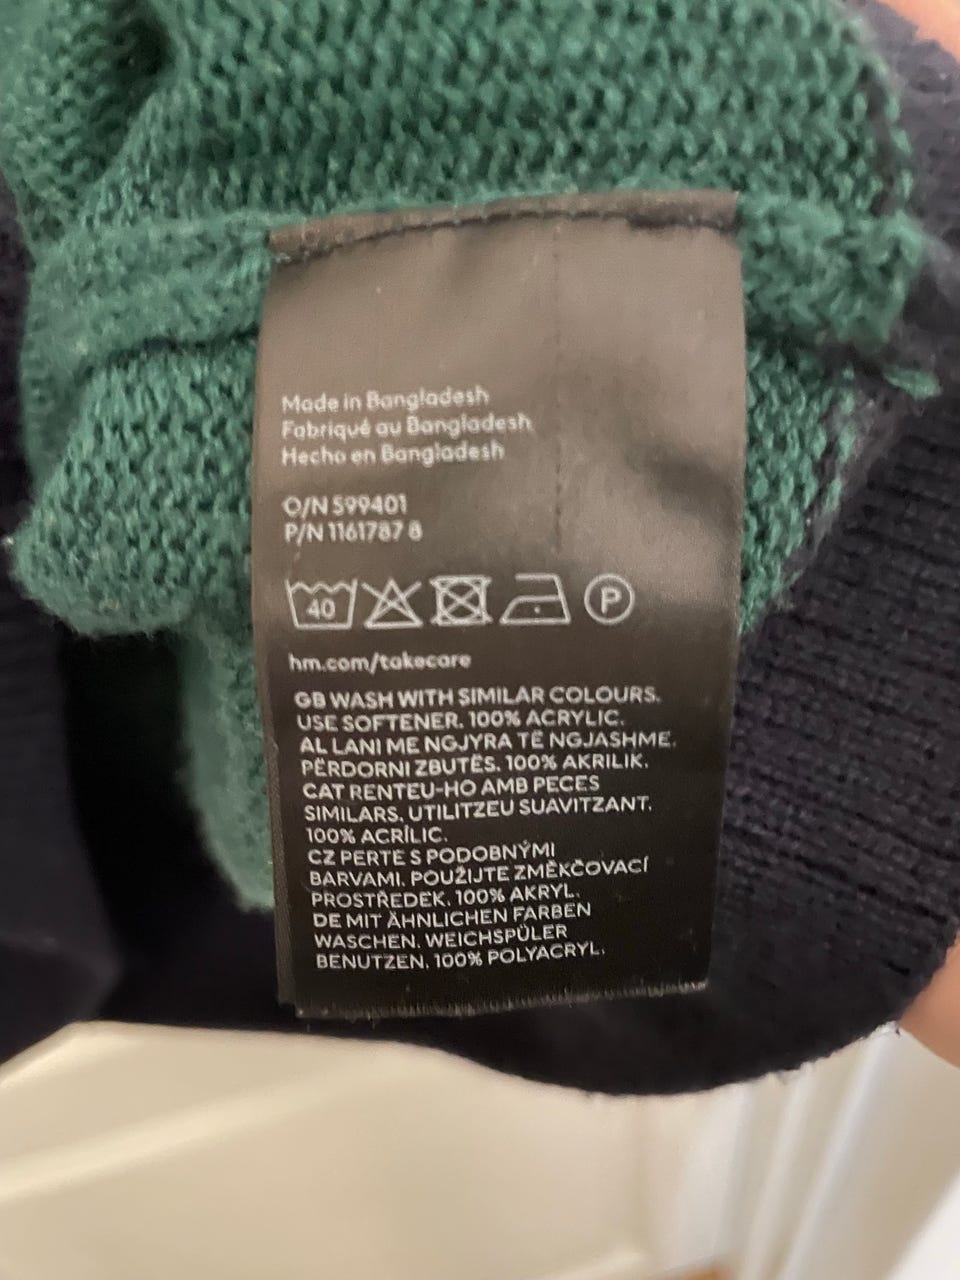 Made in Bangladesh
Fabriqué au Bangladesh
Hecho en Bangladesh
O/N 599401
P/N 1161787 8
40 P
hm.com/takecare
GB WASH WITH SIMILAR COLOURS.
USE SOFTENER. 100% ACRYLIC.
AL LANI ME NGJYRA TË NGJASHME.
PËRDORNI ZBUTËS. 100% AKRILIK.
CAT RENTEU-HO AMB PECES
SIMILARS. UTILITZEU SUAVITZANT.
100% ACRÍLIC.
CZ PERTE S PODOBNÝMI
BARVAMI. POUŽIJTE ZMĚKČOVACÍ
PROSTŘEDEK. 100% AKRYL.
DE MIT ÄHNLICHEN FARBEN
WASCHEN. WEICHSPÜLER
BENUTZEN. 100% POLYACRYL.